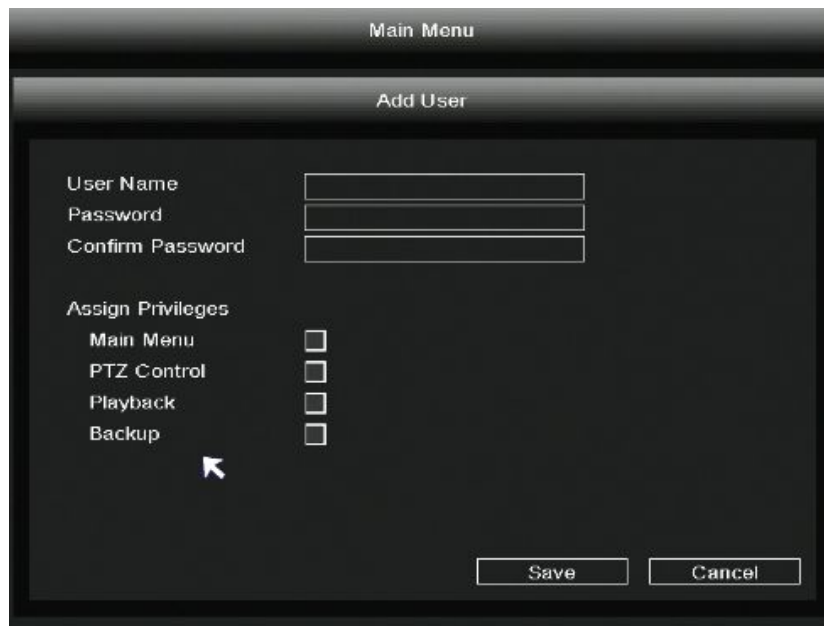 Main Menu
Add User
User Name
Password
Confirm Password
Assign Privileges
Main Menu
PTZ Control
Playback
Backup
Save Cancel